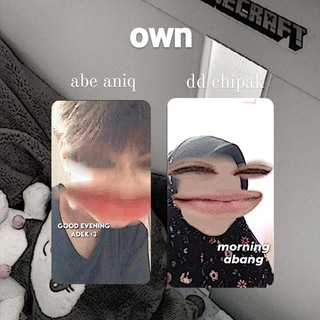 MINECRAFT
own
abe aniq
dd chipak
GOOD EVENING
ADEK <3
morning
abang